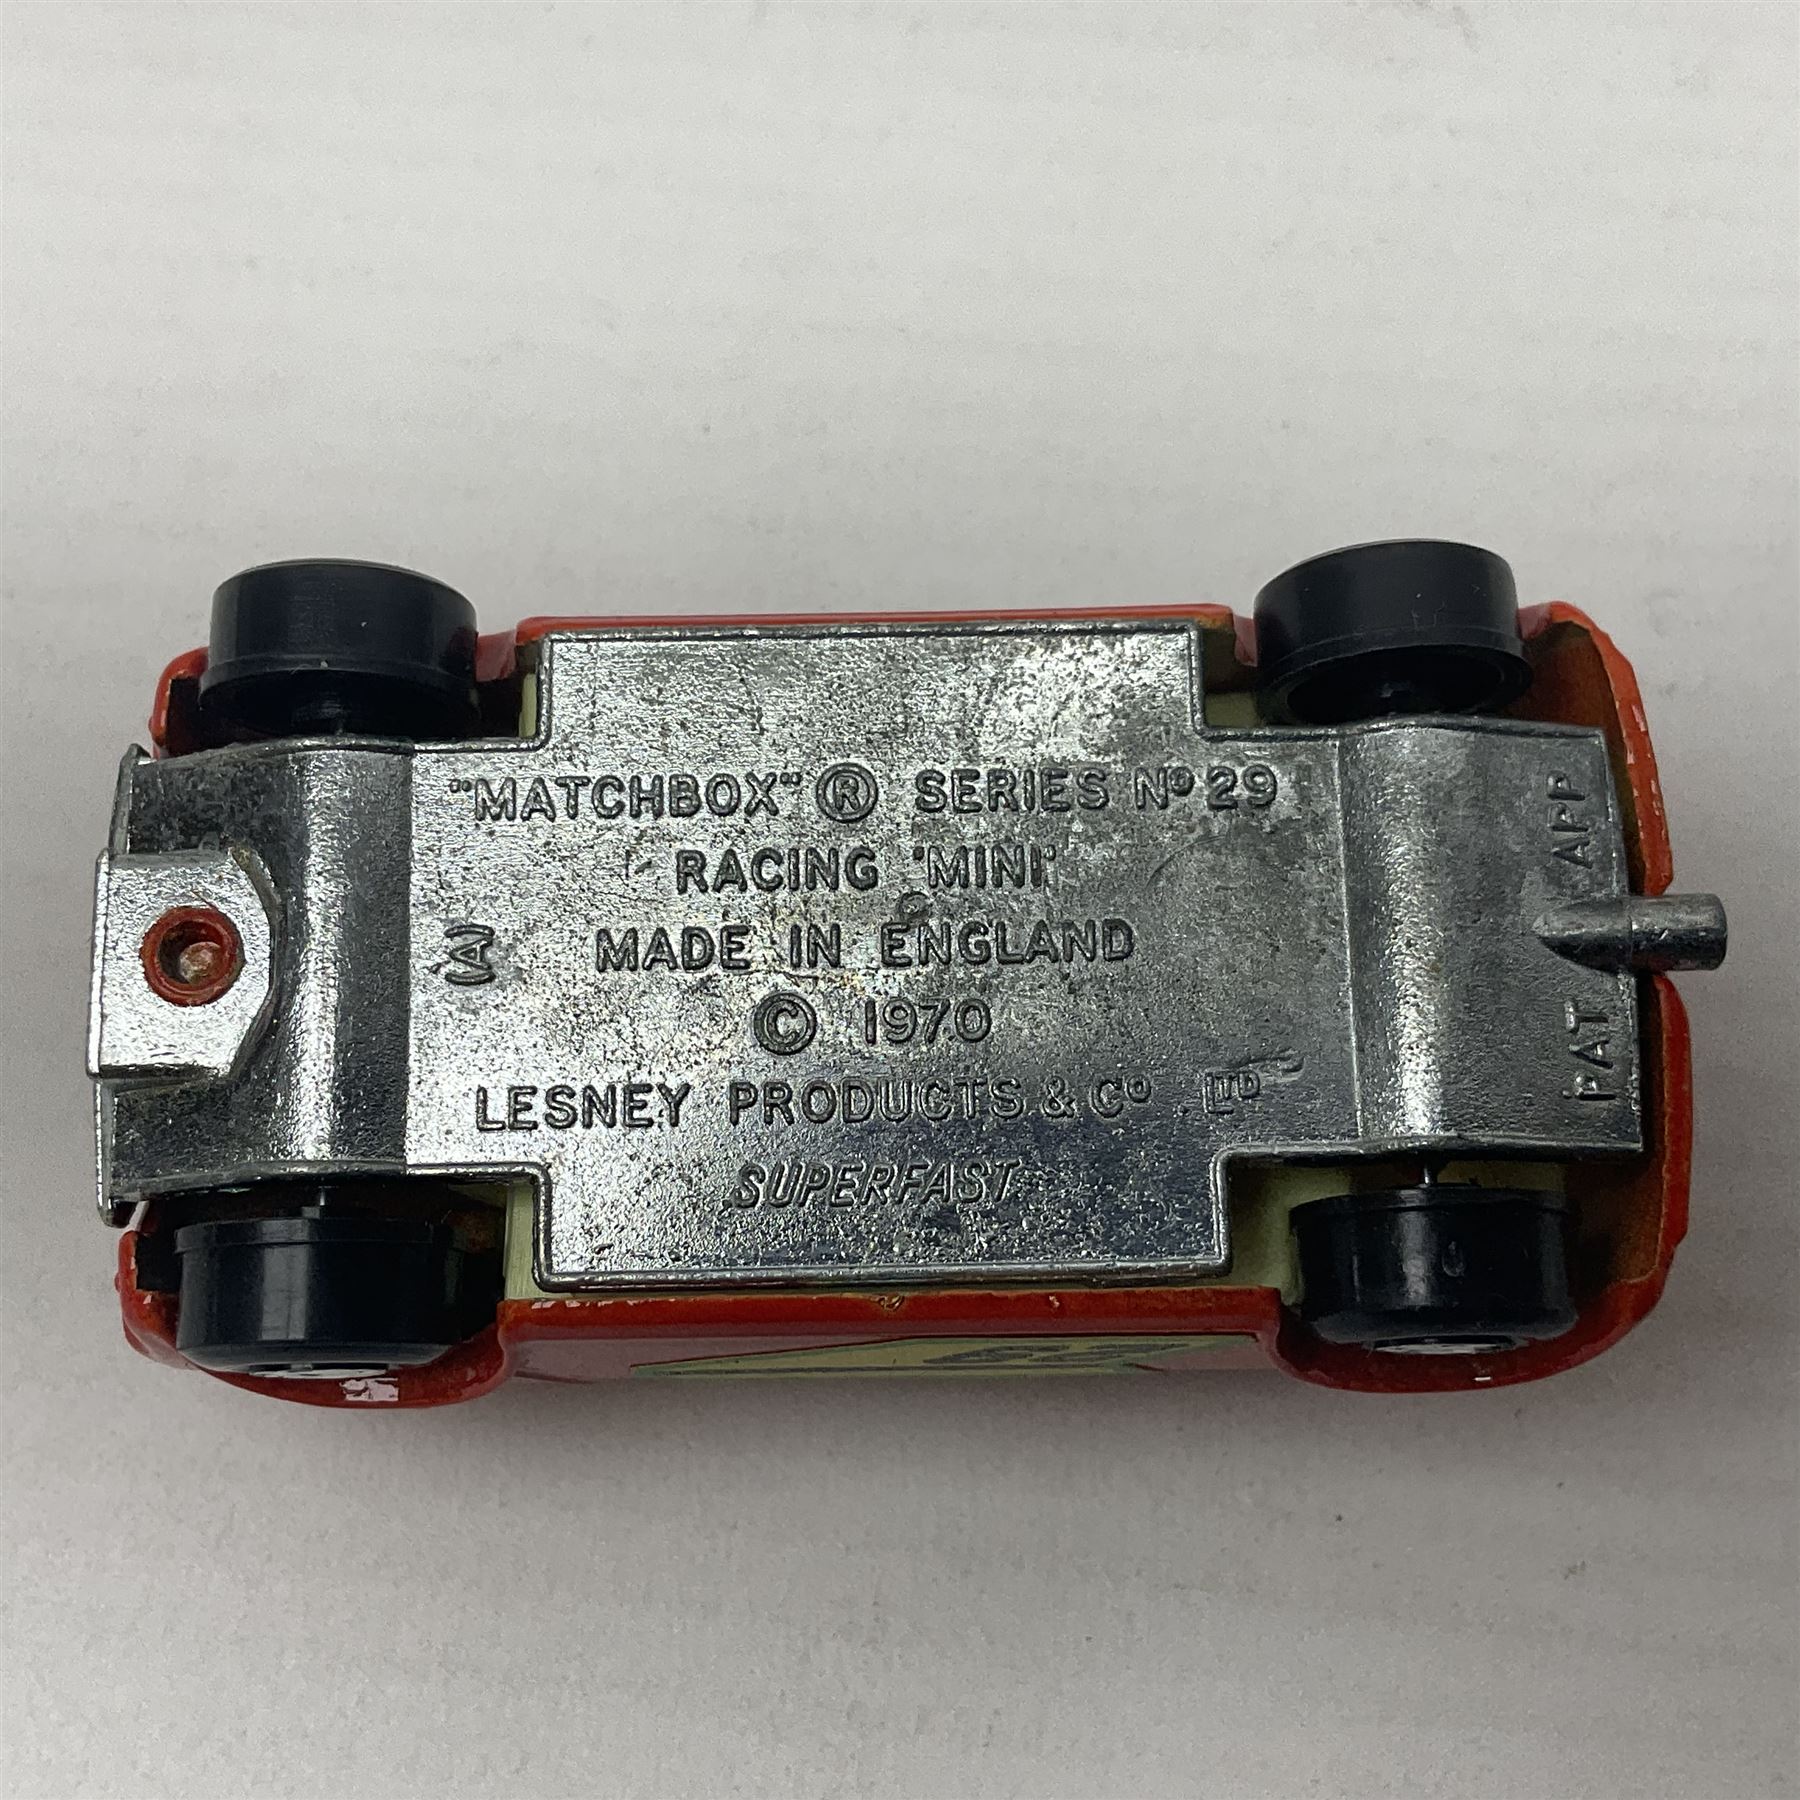 "MATCHBOX" ® SERIES Nº 29
RACING 'MINI'
(A)
MADE IN ENGLAND
© 1970
LESNEY PRODUCTS & Cº LTD
SUPERFAST
PAT APP